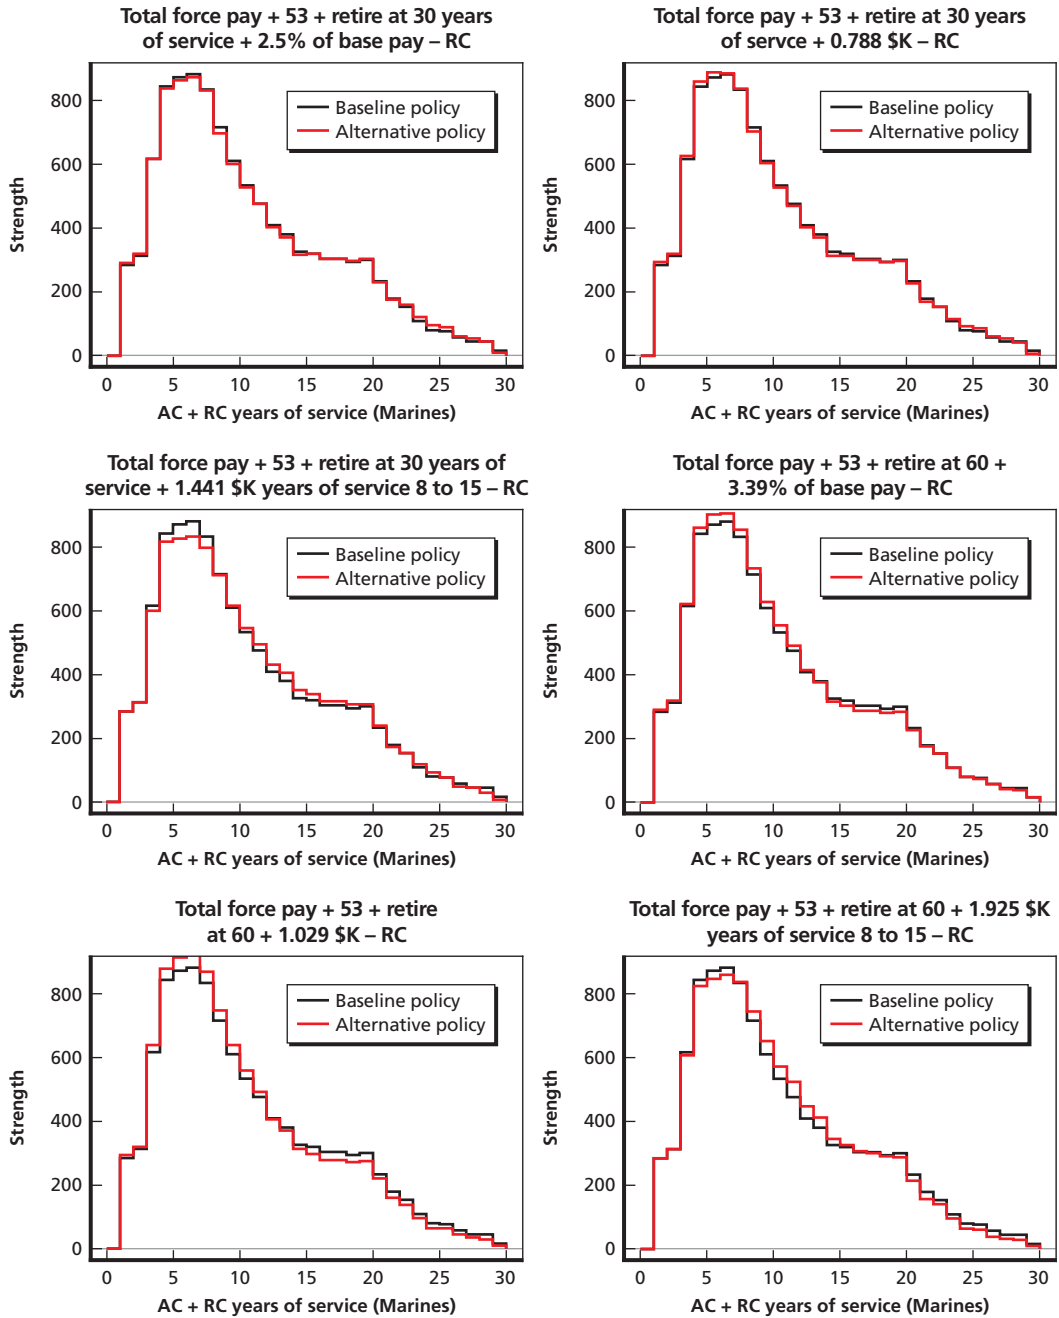 Total force pay + 53 + retire at 30 years
of service + 2.5% of base pay – RC
Strength
800
600
400
200
0
Baseline policy
Alternative policy
0 5 10 15 20 25 30
AC + RC years of service (Marines)
Total force pay + 53 + retire at 30 years
of servce + 0.788 $K – RC
Strength
800
600
400
200
0
Baseline policy
Alternative policy
0 5 10 15 20 25 30
AC + RC years of service (Marines)
Total force pay + 53 + retire at 30 years of
service + 1.441 $K years of service 8 to 15 – RC
Strength
800
600
400
200
0
Baseline policy
Alternative policy
0 5 10 15 20 25 30
AC + RC years of service (Marines)
Total force pay + 53 + retire at 60 +
3.39% of base pay – RC
Strength
800
600
400
200
0
Baseline policy
Alternative policy
0 5 10 15 20 25 30
AC + RC years of service (Marines)
Total force pay + 53 + retire
at 60 + 1.029 $K – RC
Strength
800
600
400
200
0
Baseline policy
Alternative policy
0 5 10 15 20 25 30
AC + RC years of service (Marines)
Total force pay + 53 + retire at 60 + 1.925 $K
years of service 8 to 15 – RC
Strength
800
600
400
200
0
Baseline policy
Alternative policy
0 5 10 15 20 25 30
AC + RC years of service (Marines)